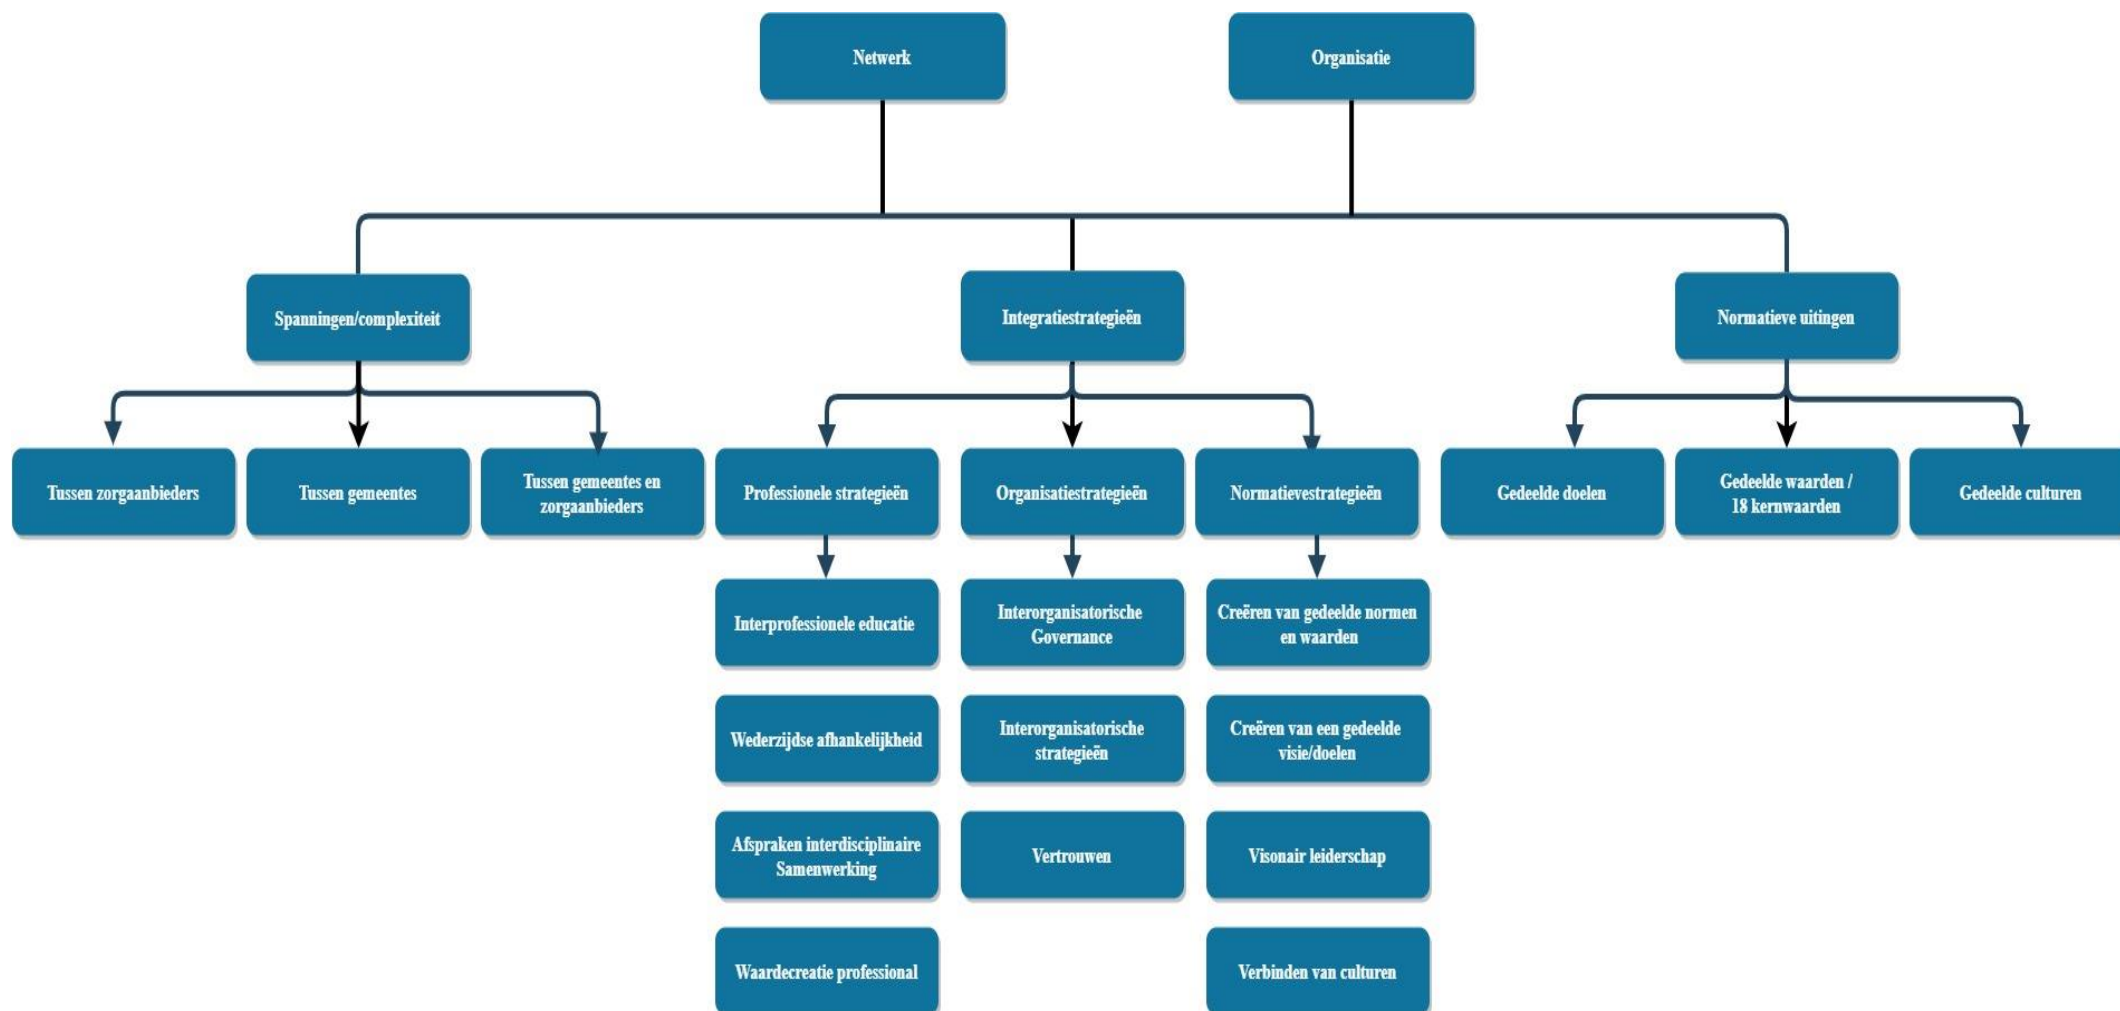 Netwerk
Organisatie
Spanningen/complexiteit
Integratiestrategieën
Normatieve uitingen
Tussen zorgaanbieders
Tussen gemeentes
Tussen gemeentes en
zorgaanbieders
Professionele strategieën
Organisatiestrategieën
Normatievestrategieën
Gedeelde doelen
Gedeelde waarden /
18 kernwaarden
Gedeelde culturen
Interprofessionele educatie
Interorganisatorische
Governance
Creëren van gedeelde normen
en waarden
Wederzijdse afhankelijkheid
Interorganisatorische
strategieën
Creëren van een gedeelde
visie/doelen
Afspraken interdisciplinaire
Samenwerking
Vertrouwen
Visonair leiderschap
Waardecreatie professional
Verbinden van culturen